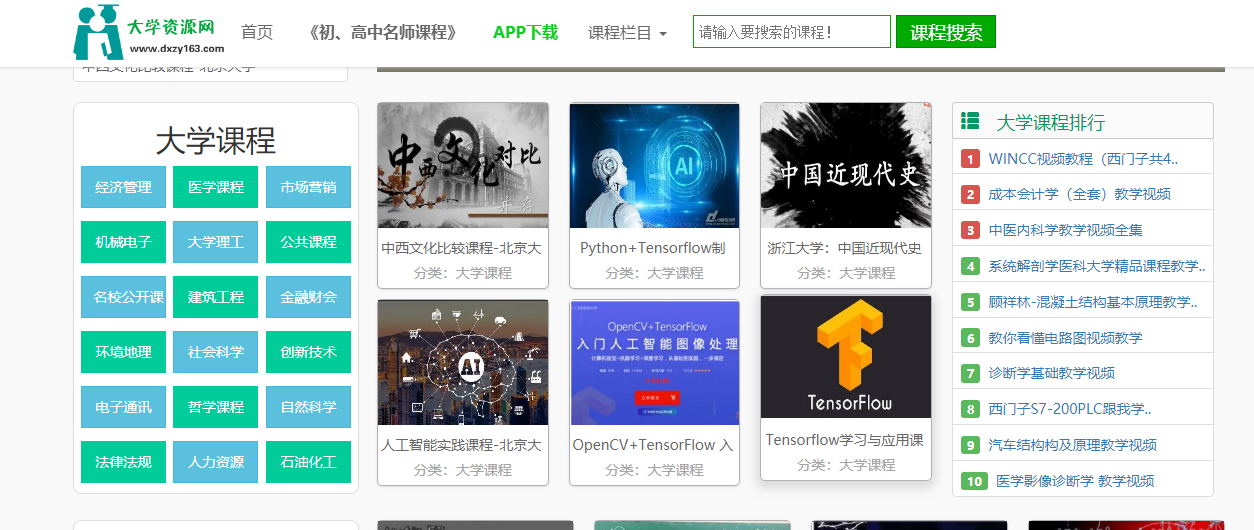 大学资源网
www.dxzy163.com
首页
《初、高中名师课程》
APP下载
课程栏目
请输入要搜索的课程!
课程搜索
中西文化比较课程-北京大学
大学课程
经济管理
医学课程
市场营销
机械电子
大学理工
公共课程
名校公开课
建筑工程
金融财会
环境地理
社会科学
创新技术
电子通讯
哲学课程
自然科学
法律法规
人力资源
石油化工
中西文化对比
中西文化比较课程-北京大
分类:大学课程
AI
Python+Tensorflow制
分类:大学课程
中国近现代史
浙江大学:中国近现代史
分类:大学课程
AI
人工智能实践课程-北京大
分类:大学课程
OpenCV+TensorFlow
入门人工智能图像处理
OpenCV+TensorFlow 入
分类:大学课程
TensorFlow
Tensorflow学习与应用课
分类:大学课程
大学课程排行
1 WINCC视频教程(西门子共4..
2 成本会计学(全套)教学视频
3 中医内科学教学视频全集
4 系统解剖学医科大学精品课程教学..
5 顾祥林-混凝土结构基本原理教学..
6 教你看懂电路图视频教学
7 诊断学基础教学视频
8 西门子S7-200PLC跟我学..
9 汽车结构构及原理教学视频
10 医学影像诊断学 教学视频